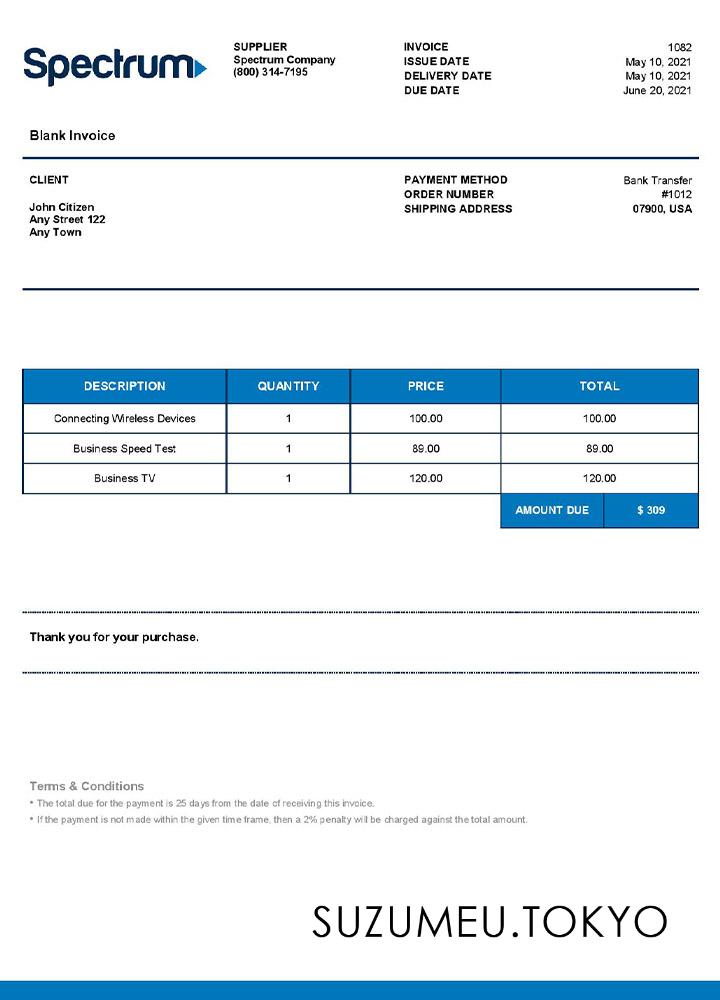 Spectrum
SUPPLIER
Spectrum Company
(800) 314-7195
INVOICE 1082
ISSUE DATE May 10, 2021
DELIVERY DATE May 10, 2021
DUE DATE June 20, 2021
Blank Invoice
CLIENT
John Citizen
Any Street 122
Any Town
PAYMENT METHOD Bank Transfer
ORDER NUMBER #1012
SHIPPING ADDRESS 07900, USA
DESCRIPTION QUANTITY PRICE TOTAL
Connecting Wireless Devices 1 100.00 100.00
Business Speed Test 1 89.00 89.00
Business TV 1 120.00 120.00
AMOUNT DUE $ 309
Thank you for your purchase.
Terms & Conditions
• The total due for the payment is 25 days from the date of receiving this invoice.
• If the payment is not made within the given time frame, then a 2% penalty will be charged against the total amount.
SUZUMEU.TOKYO